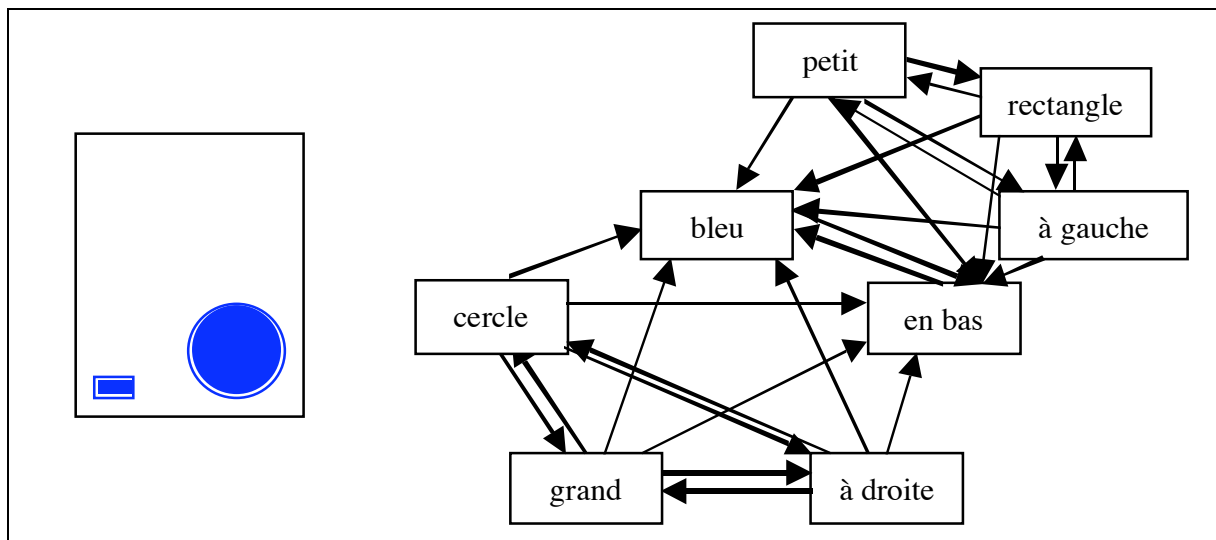 petit
rectangle
bleu
à gauche
cercle
en bas
grand
à droite